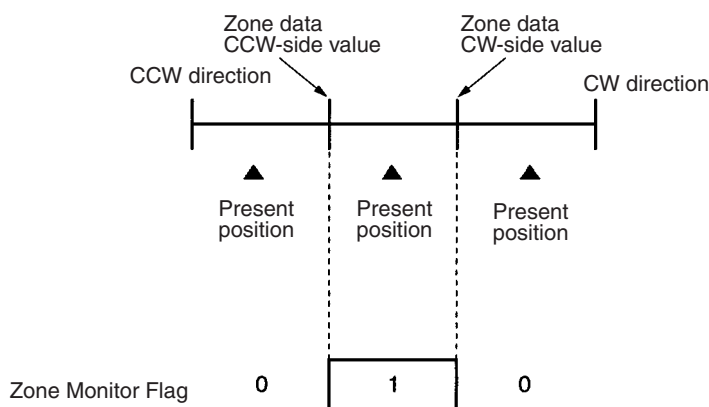 Zone data
CCW-side value
Zone data
CW-side value
CCW direction
CW direction
Present
position
Present
position
Present
position
Zone Monitor Flag
0
1
0